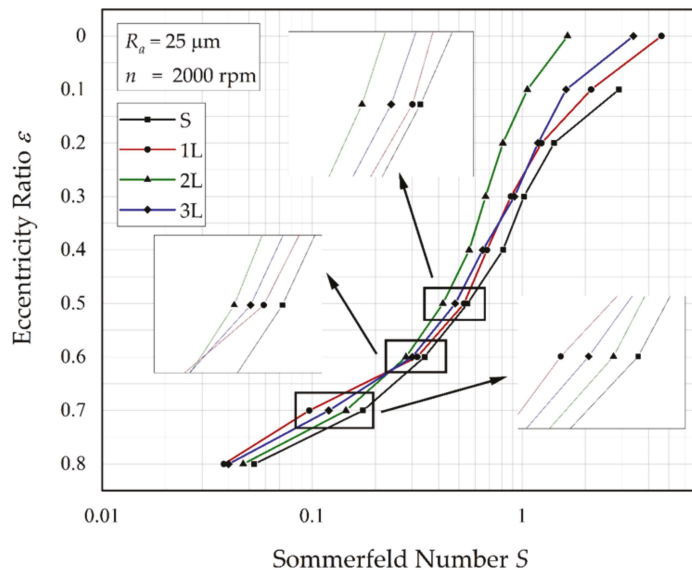 Rₐ = 25 μm
n = 2000 rpm
S
1L
2L
3L
Eccentricity Ratio ε
0
0.1
0.2
0.3
0.4
0.5
0.6
0.7
0.8
0.01
0.1
1
Sommerfeld Number S